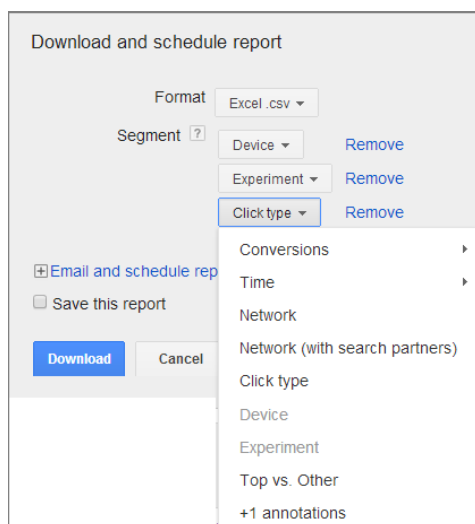 Download and schedule report
Format Excel .csv
Segment ? Device Remove
Experiment Remove
Click type Remove
Conversions
Email and schedule rep
Time
Save this report
Network
Network (with search partners)
Download Cancel
Click type
Device
Experiment
Top vs. Other
+1 annotations